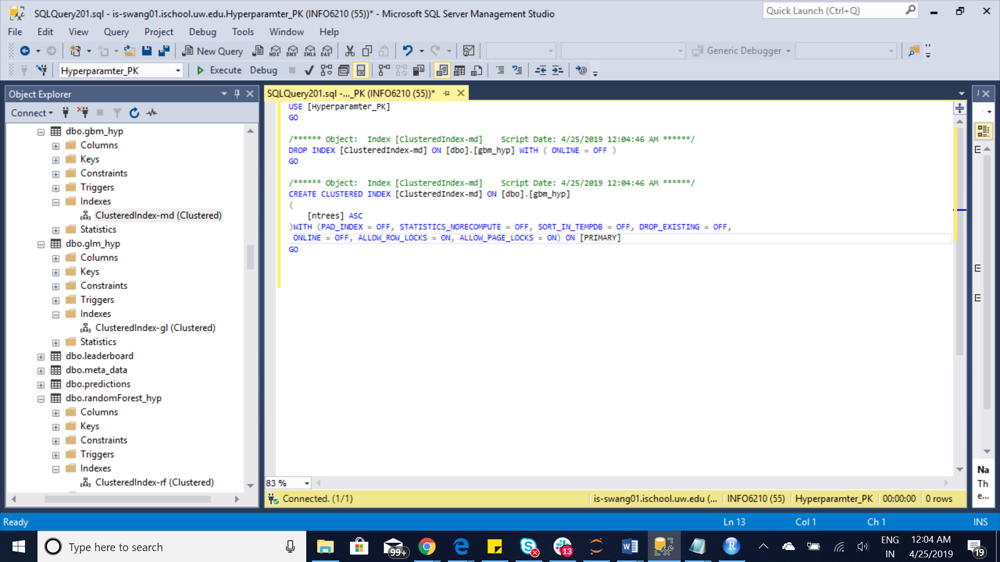 SQLQuery201.sql - is-swang01.ischool.uw.edu.Hyperparamter_PK (INFO6210 (55))* - Microsoft SQL Server Management Studio
Quick Launch (Ctrl+Q)
File Edit View Query Project Debug Tools Window Help
New Query MDX DMX XMLA DAX Generic Debugger
Hyperparamter_PK Execute Debug
Object Explorer
Connect
dbo.gbm_hyp
Columns
Keys
Constraints
Triggers
Indexes
ClusteredIndex-md (Clustered)
Statistics
dbo.glm_hyp
Columns
Keys
Constraints
Triggers
Indexes
ClusteredIndex-gl (Clustered)
Statistics
dbo.leaderboard
dbo.meta_data
dbo.predictions
dbo.randomForest_hyp
Columns
Keys
Constraints
Triggers
Indexes
ClusteredIndex-rf (Clustered)
SQLQuery201.sql -..._PK (INFO6210 (55))*
USE [Hyperparamter_PK]
GO
/****** Object:  Index [ClusteredIndex-md]    Script Date: 4/25/2019 12:04:46 AM ******/
DROP INDEX [ClusteredIndex-md] ON [dbo].[gbm_hyp] WITH ( ONLINE = OFF )
GO
/****** Object:  Index [ClusteredIndex-md]    Script Date: 4/25/2019 12:04:46 AM ******/
CREATE CLUSTERED INDEX [ClusteredIndex-md] ON [dbo].[gbm_hyp]
(
[ntrees] ASC
)WITH (PAD_INDEX = OFF, STATISTICS_NORECOMPUTE = OFF, SORT_IN_TEMPDB = OFF, DROP_EXISTING = OFF,
ONLINE = OFF, ALLOW_ROW_LOCKS = ON, ALLOW_PAGE_LOCKS = ON) ON [PRIMARY]
GO
83 %
Connected. (1/1) is-swang01.ischool.uw.edu (... INFO6210 (55) Hyperparamter_PK 00:00:00 0 rows
Na
Th
e...
Ready Ln 13 Col 1 Ch 1 INS
Type here to search
99+
13
ENG
IN
12:04 AM
4/25/2019
19